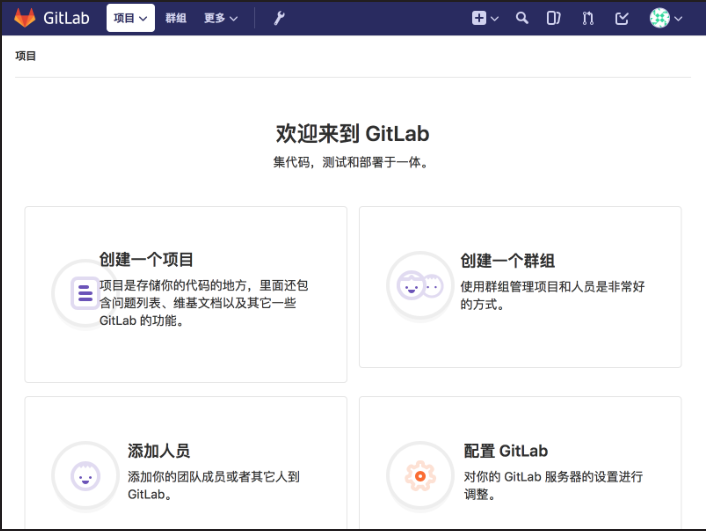 GitLab 项目 群组 更多
项目
欢迎来到 GitLab
集代码，测试和部署于一体。
创建一个项目
项目是存储你的代码的地方，里面还包
含问题列表、维基文档以及其它一些
GitLab 的功能。
创建一个群组
使用群组管理项目和人员是非常好
的方式。
添加人员
添加你的团队成员或者其它人到
GitLab。
配置 GitLab
对你的 GitLab 服务器的设置进行
调整。